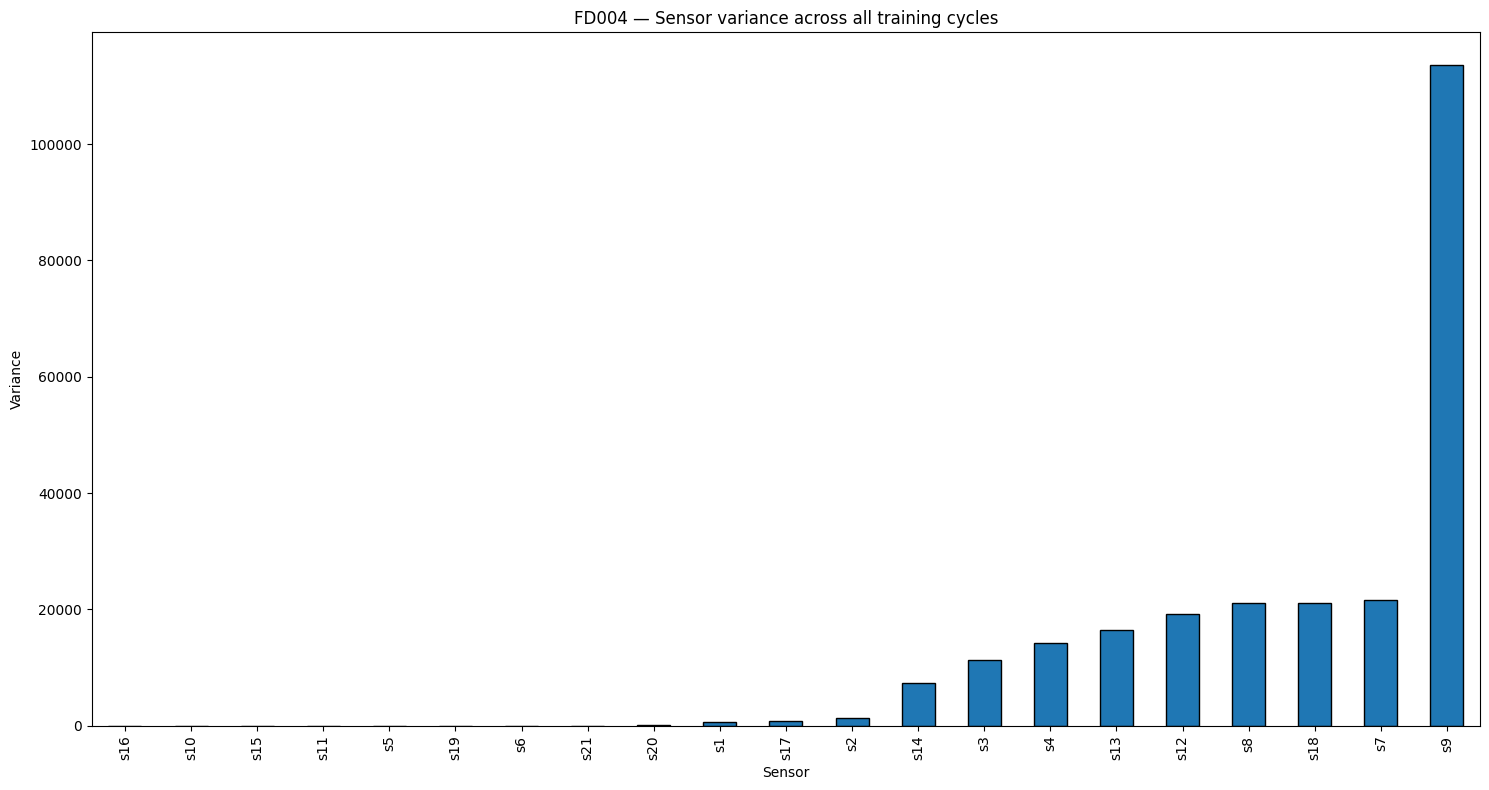 FD004 — Sensor variance across all training cycles
Variance
100000
80000
60000
40000
20000
0
s16 s10 s15 s11 s5 s19 s6 s21 s20 s1 s17 s2 s14 s3 s4 s13 s12 s8 s18 s7 s9
Sensor